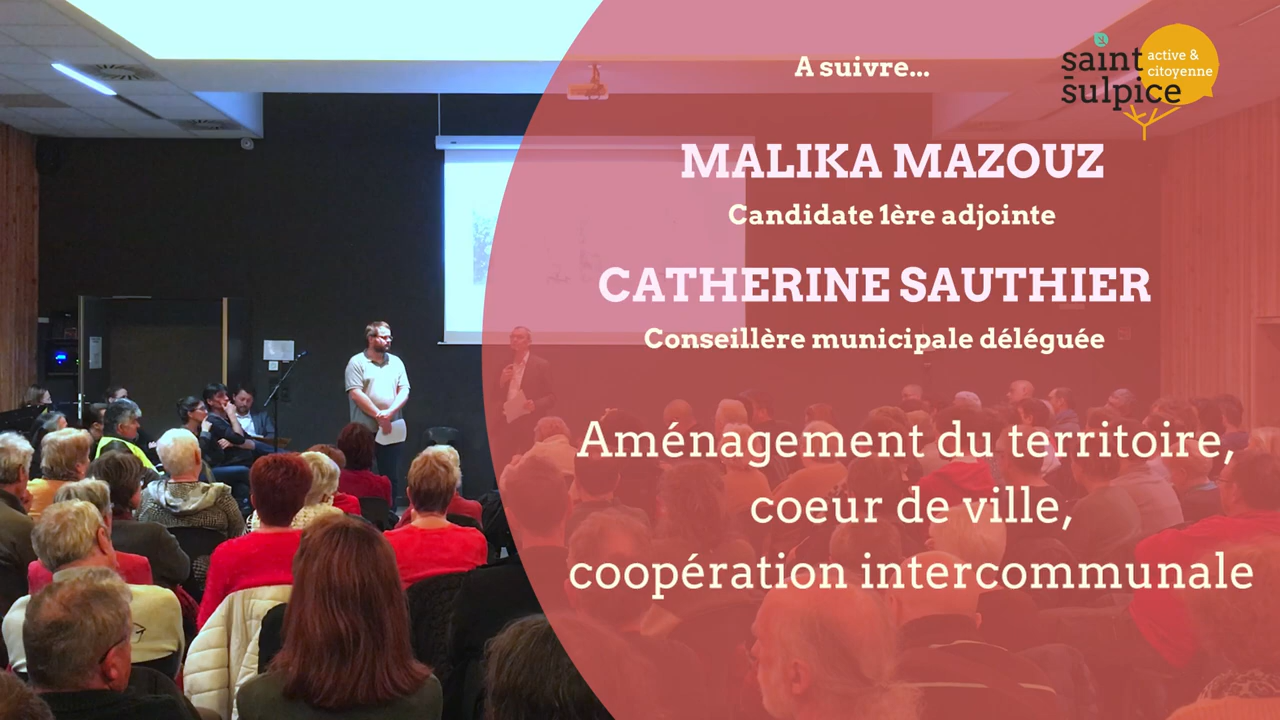 A suivre...
saint
sulpice
active &
citoyenne
MALIKA MAZOUZ
Candidate 1ère adjointe
CATHERINE SAUTHIER
Conseillère municipale déléguée
Aménagement du territoire,
coeur de ville,
coopération intercommunale